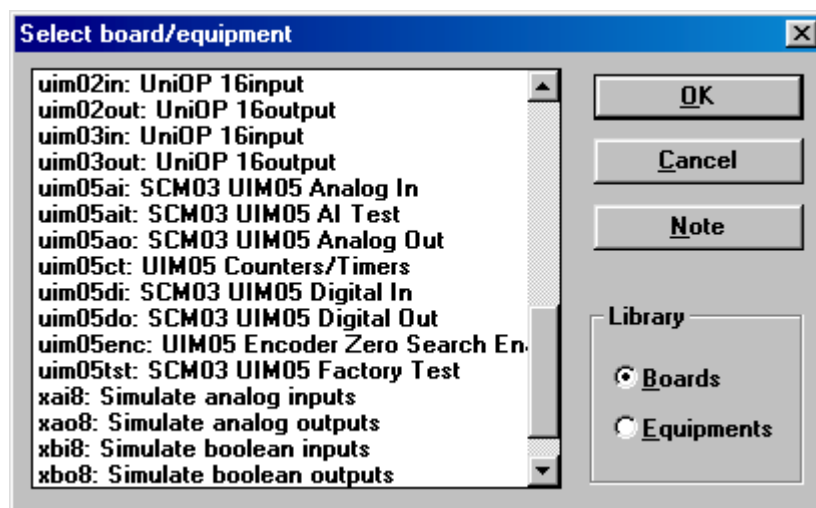 Select board/equipment
uim02in: UniOP 16input
uim02out: UniOP 16output
uim03in: UniOP 16input
uim03out: UniOP 16output
uim05ai: SCM03 UIM05 Analog In
uim05ait: SCM03 UIM05 AI Test
uim05ao: SCM03 UIM05 Analog Out
uim05ct: UIM05 Counters/Timers
uim05di: SCM03 UIM05 Digital In
uim05do: SCM03 UIM05 Digital Out
uim05enc: UIM05 Encoder Zero Search En
uim05tst: SCM03 UIM05 Factory Test
xai8: Simulate analog inputs
xao8: Simulate analog outputs
xbi8: Simulate boolean inputs
xbo8: Simulate boolean outputs
OK
Cancel
Note
Library
Boards
Equipments